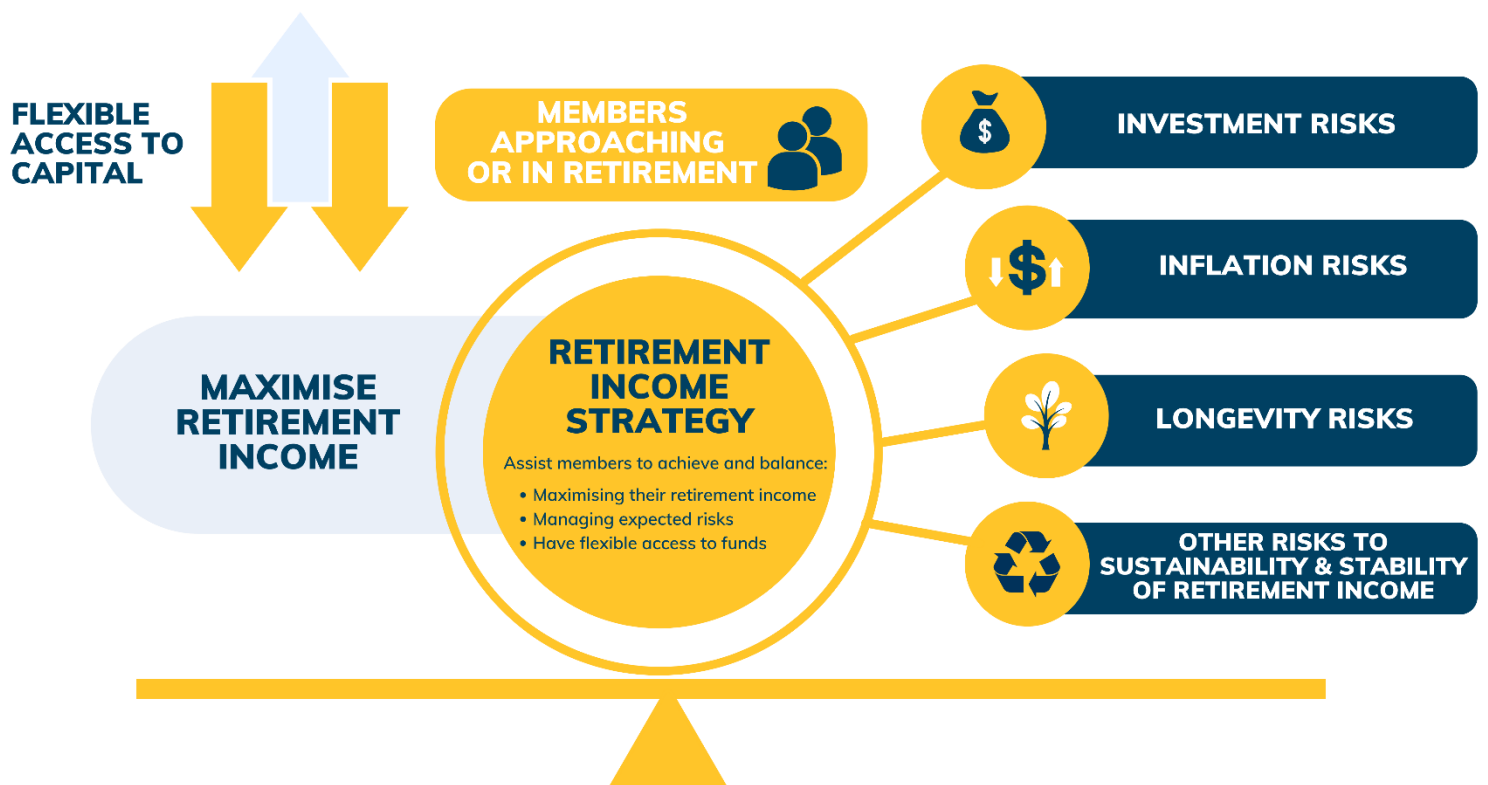 FLEXIBLE
ACCESS TO
CAPITAL
MEMBERS
APPROACHING
OR IN RETIREMENT
MAXIMISE
RETIREMENT
INCOME
RETIREMENT
INCOME
STRATEGY
Assist members to achieve and balance:
• Maximising their retirement income
• Managing expected risks
• Have flexible access to funds
$
INVESTMENT RISKS
$
INFLATION RISKS
LONGEVITY RISKS
OTHER RISKS TO
SUSTAINABILITY & STABILITY
OF RETIREMENT INCOME